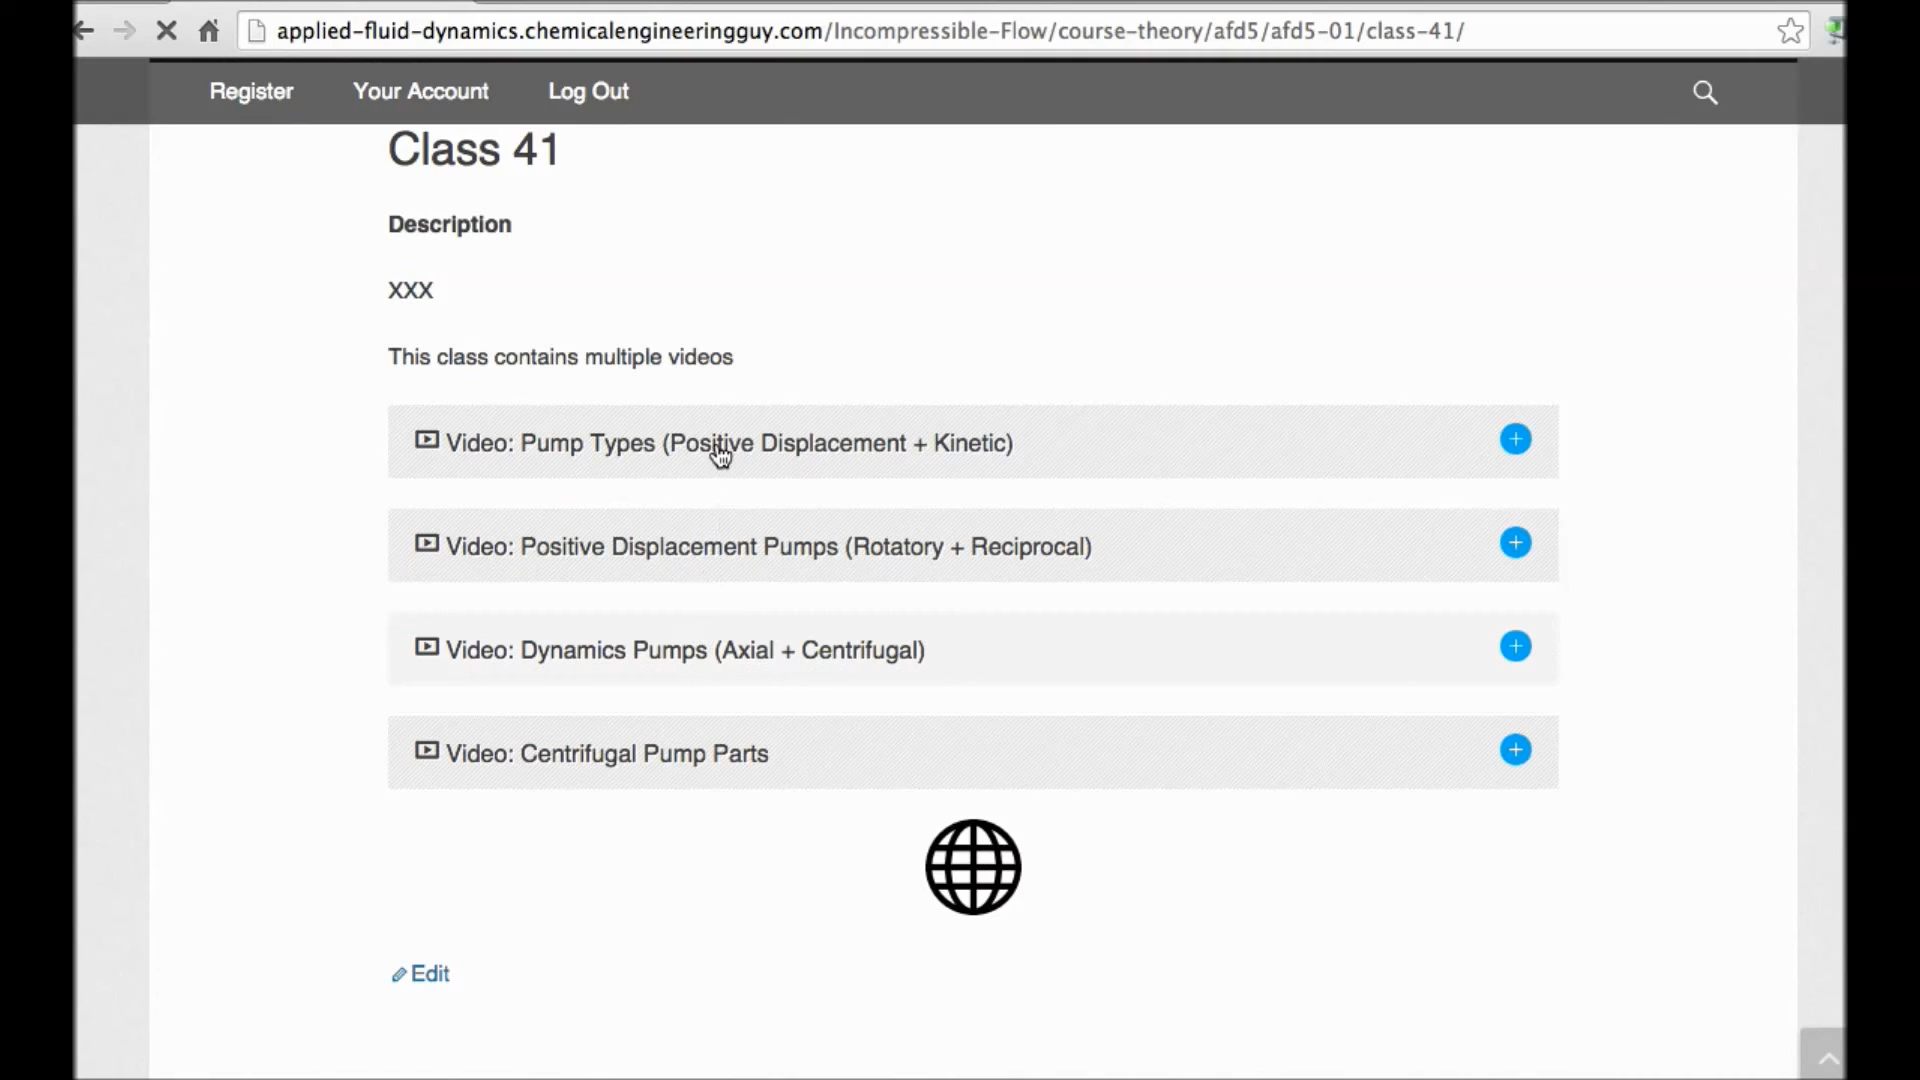 applied-fluid-dynamics.chemicalengineeringguy.com/Incompressible-Flow/course-theory/afd5/afd5-01/class-41/
Register Your Account Log Out
Class 41
Description
XXX
This class contains multiple videos
Video: Pump Types (Positive Displacement + Kinetic)
Video: Positive Displacement Pumps (Rotatory + Reciprocal)
Video: Dynamics Pumps (Axial + Centrifugal)
Video: Centrifugal Pump Parts
Edit